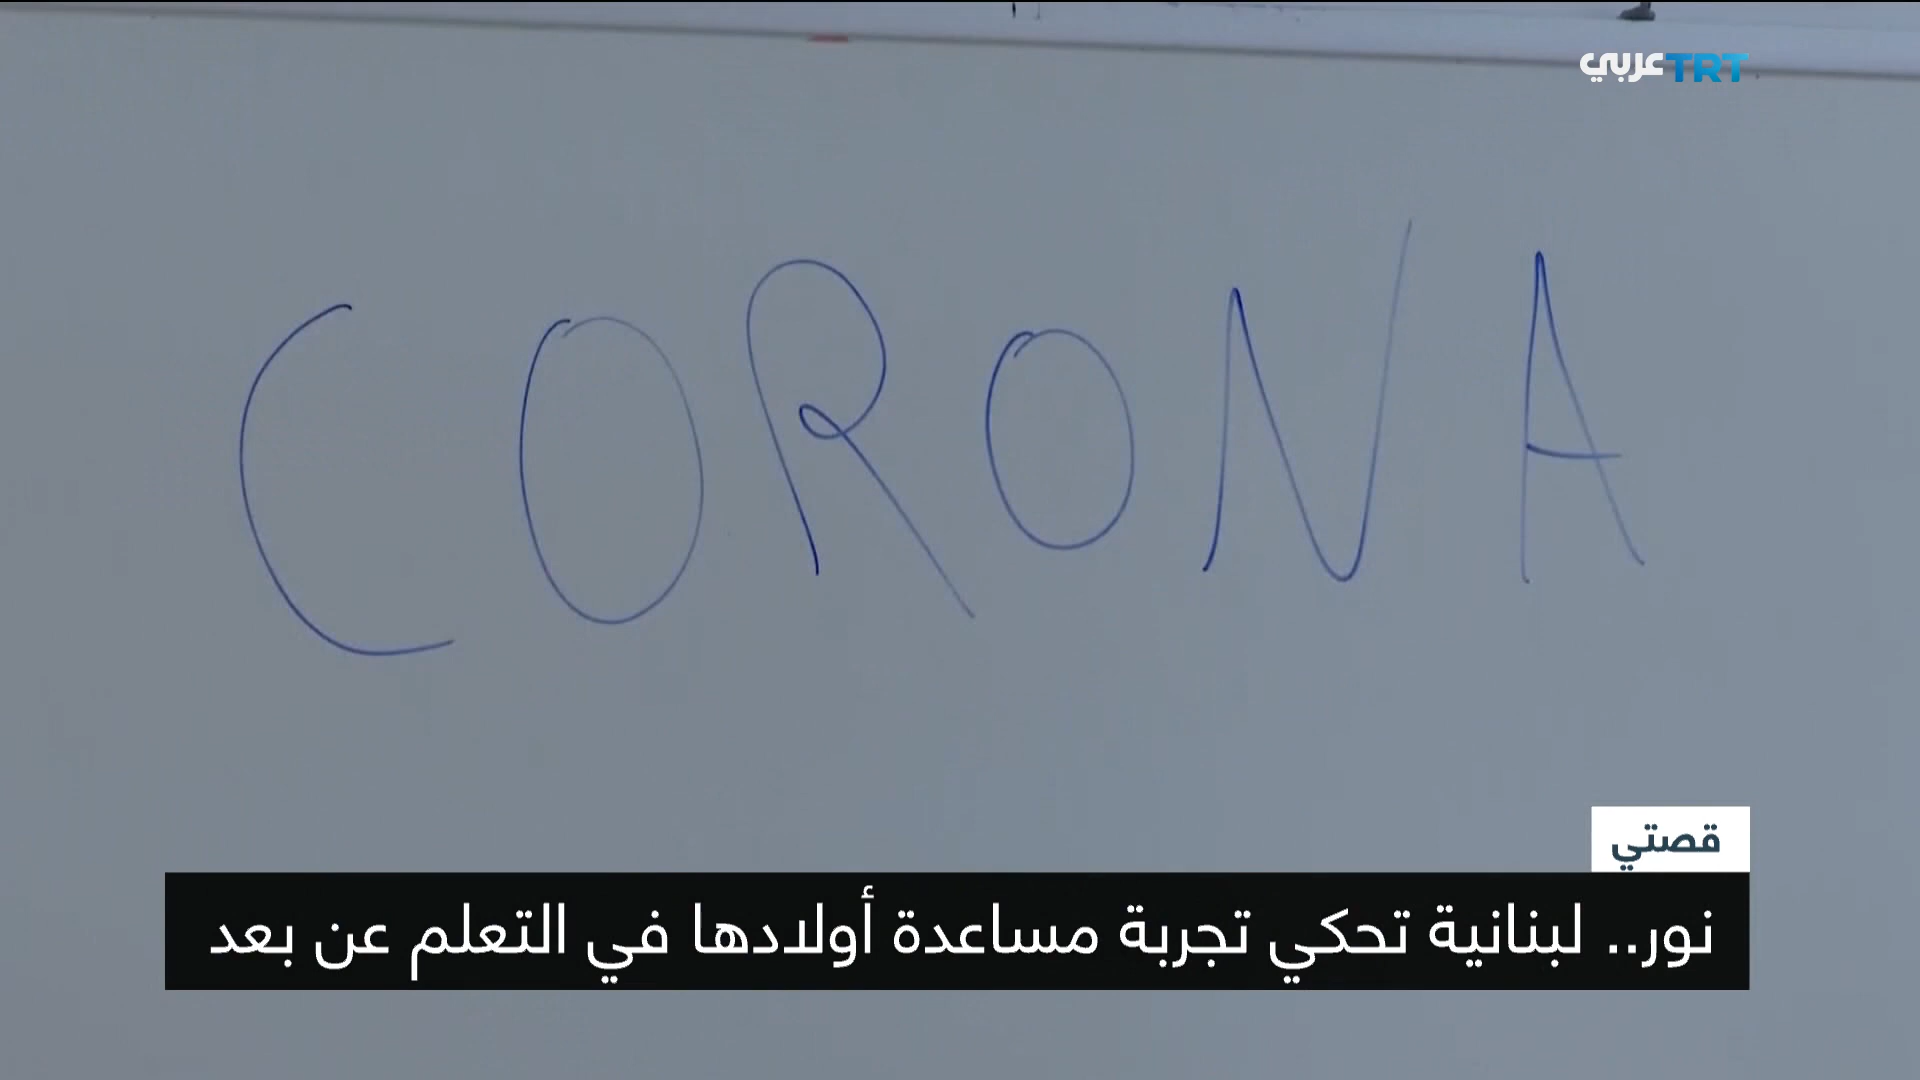 عربي TRT
CORONA
قصتي
نور.. لبنانية تحكي تجربة مساعدة أولادها في التعلم عن بعد